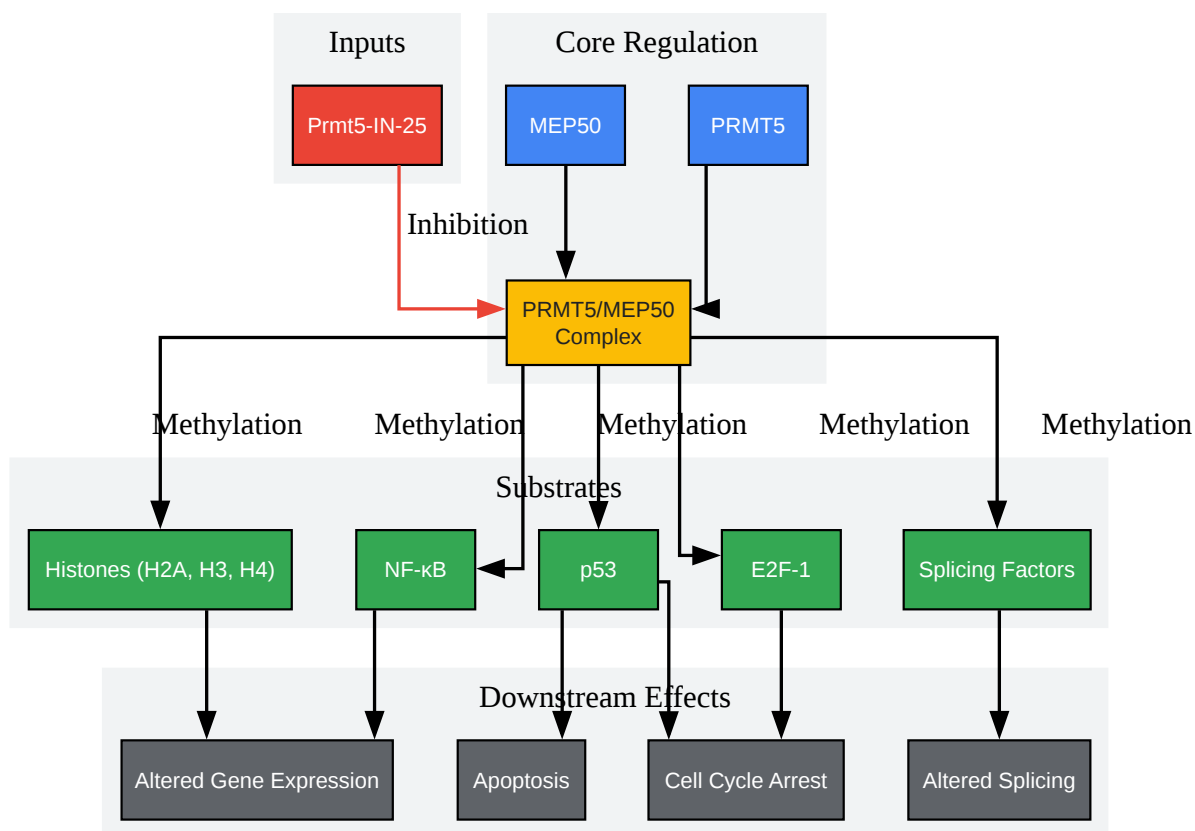 Inputs
Core Regulation
Prmt5-IN-25
MEP50
PRMT5
Inhibition
PRMT5/MEP50
Complex
Methylation
Methylation
Methylation
Methylation
Methylation
Substrates
Histones (H2A, H3, H4)
NF-κB
p53
E2F-1
Splicing Factors
Downstream Effects
Altered Gene Expression
Apoptosis
Cell Cycle Arrest
Altered Splicing